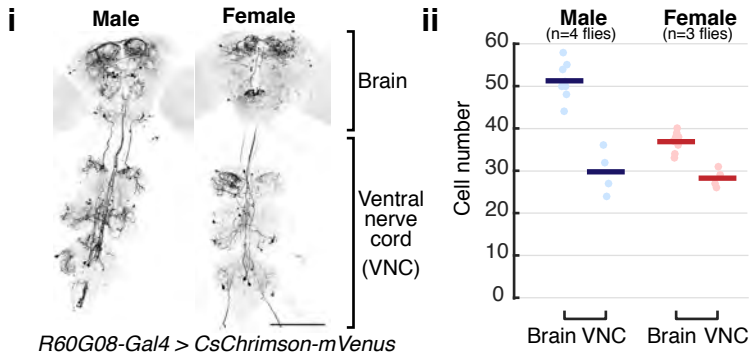 i
Male
Female
Brain
Ventral
nerve
cord
(VNC)
R60G08-Gal4 > CsChrimson-mVenus
ii
Male
(n=4 flies)
Female
(n=3 flies)
Cell number
60
50
40
30
20
10
0
Brain VNC
Brain VNC